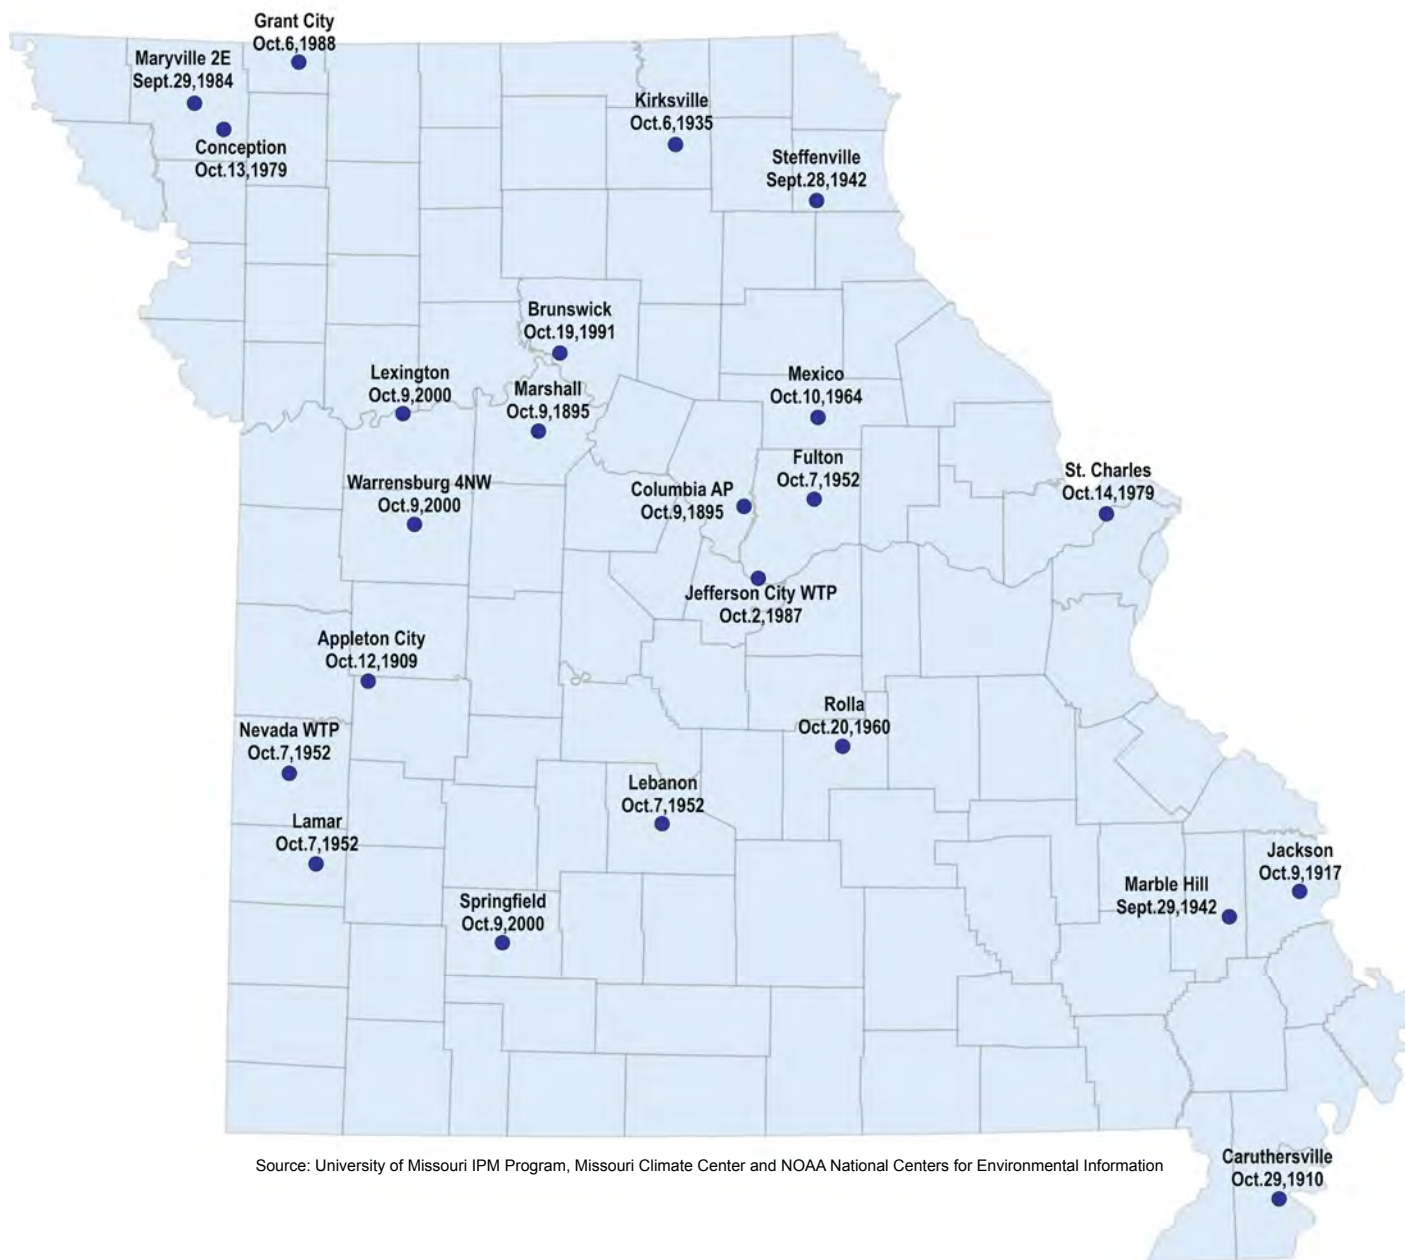 Grant City
Oct.6,1988
Maryville 2E
Sept.29,1984
Conception
Oct.13,1979
Kirksville
Oct.6,1935
Steffenville
Sept.28,1942
Brunswick
Oct.19,1991
Lexington
Oct.9,2000
Marshall
Oct.9,1895
Mexico
Oct.10,1964
Fulton
Oct.7,1952
St. Charles
Oct.14,1979
Warrensburg 4NW
Oct.9,2000
Columbia AP
Oct.9,1895
Jefferson City WTP
Oct.2,1987
Appleton City
Oct.12,1909
Rolla
Oct.20,1960
Nevada WTP
Oct.7,1952
Lebanon
Oct.7,1952
Lamar
Oct.7,1952
Jackson
Oct.9,1917
Marble Hill
Sept.29,1942
Springfield
Oct.9,2000
Caruthersville
Oct.29,1910
Source: University of Missouri IPM Program, Missouri Climate Center and NOAA National Centers for Environmental Information